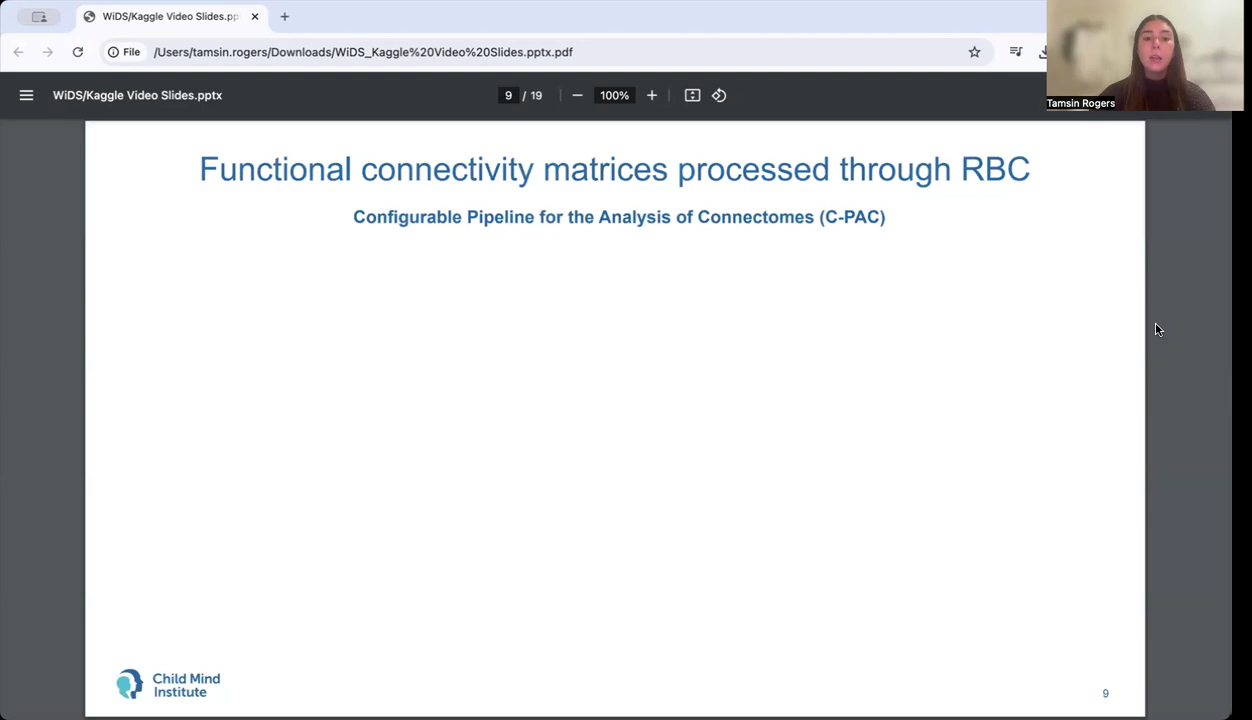 WiDS/Kaggle Video Slides.pp
File
/Users/tamsin.rogers/Downloads/WiDS_Kaggle%20Video%20Slides.pptx.pdf
Tamsin Rogers
WiDS/Kaggle Video Slides.pptx
9 / 19
100%
Functional connectivity matrices processed through RBC
Configurable Pipeline for the Analysis of Connectomes (C-PAC)
Child Mind
Institute
9